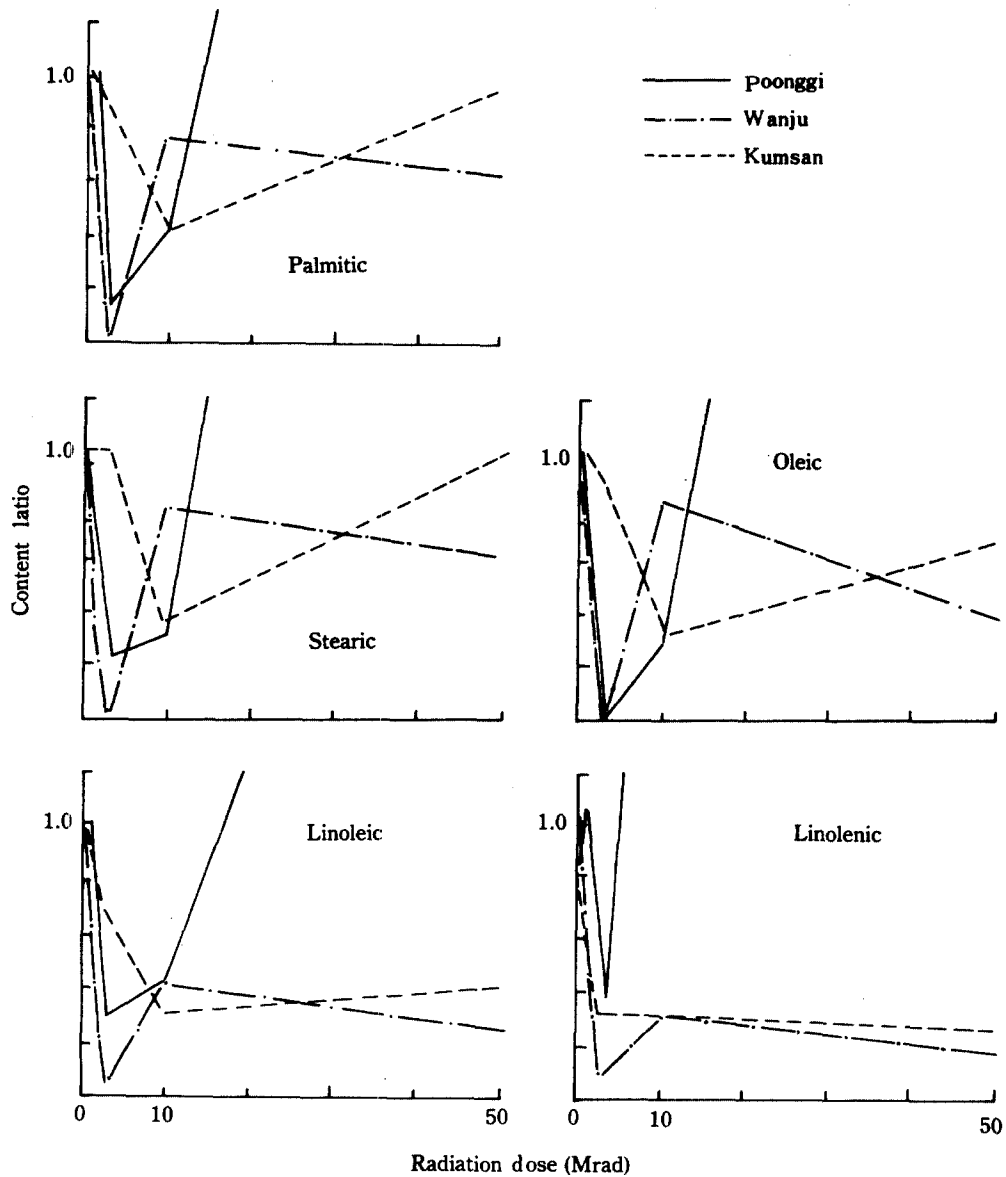 1.0
Poonggi
Wanju
Kumsan
Palmitic
1.0
Stearic
1.0
Oleic
Content latio
1.0
Linoleic
0
10
50
1.0
Linolenic
0
10
50
Radiation dose (Mrad)